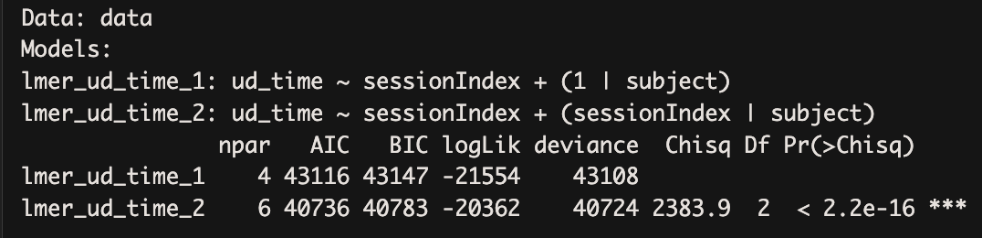 Data: data
Models:
lmer_ud_time_1: ud_time ~ sessionIndex + (1 | subject)
lmer_ud_time_2: ud_time ~ sessionIndex + (sessionIndex | subject)
               npar   AIC   BIC logLik deviance  Chisq Df Pr(>Chisq)
lmer_ud_time_1    4 43116 43147 -21554    43108
lmer_ud_time_2    6 40736 40783 -20362    40724 2383.9  2  < 2.2e-16 ***